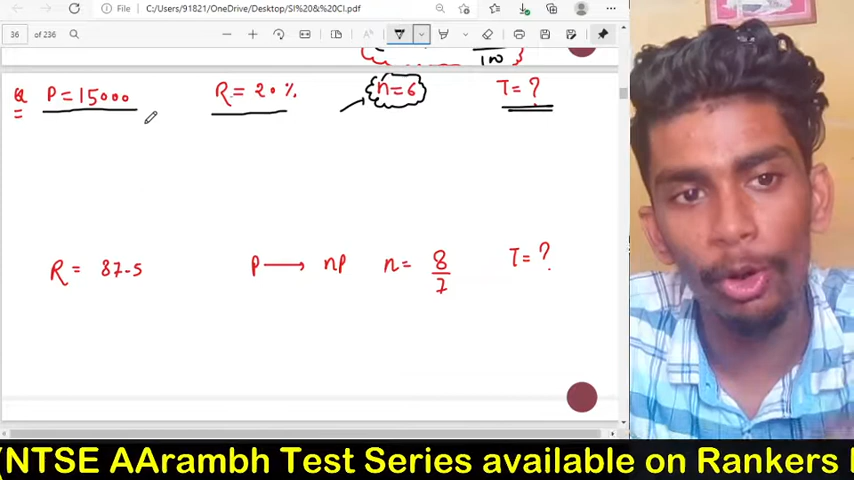 File C:/Users/91821/OneDrive/Desktop/SI%20&%20CI.pdf
36 of 236
100
Q P = 15000 R = 20% n = 6 T = ?
R = 87.5 P → nP n = 8/7 T = ?
(NTSE AArambh Test Series available on Rankers